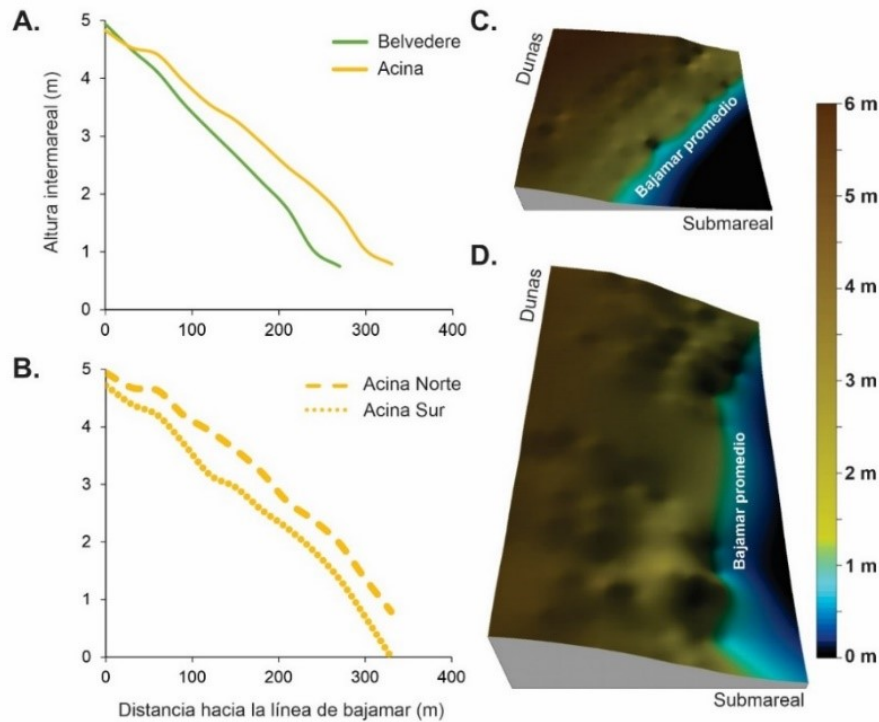 A.
Altura intermareal (m)
5
4
3
2
1
0
0 100 200 300 400
Belvedere
Acina
B.
5
4
3
2
1
0
0 100 200 300 400
Acina Norte
Acina Sur
Distancia hacia la línea de bajamar (m)
C.
Dunas
Bajamar promedio
Submareal
D.
Dunas
Bajamar promedio
Submareal
6 m
5 m
4 m
3 m
2 m
1 m
0 m